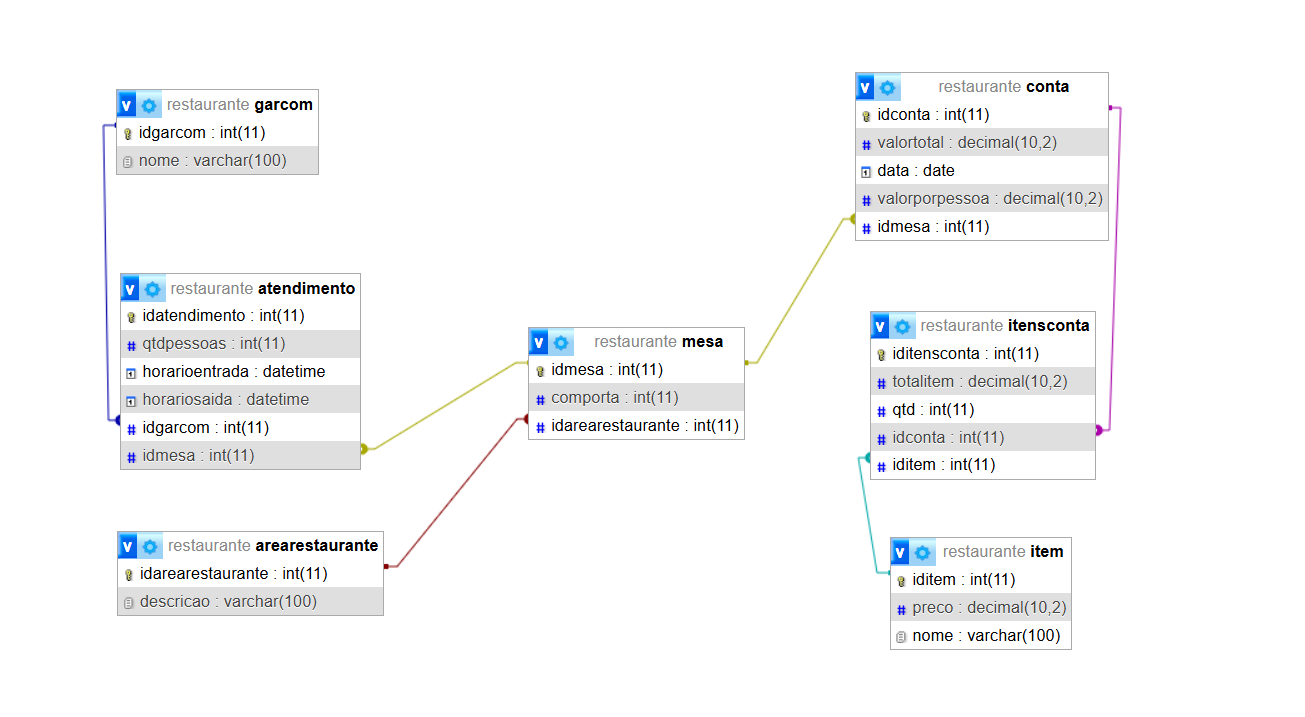 restaurante garcom
idgarcom : int(11)
nome : varchar(100)
restaurante atendimento
idatendimento : int(11)
qtdpessoas : int(11)
horarioentrada : datetime
horariosaida : datetime
idgarcom : int(11)
idmesa : int(11)
restaurante arearestaurante
idarearestaurante : int(11)
descricao : varchar(100)
restaurante mesa
idmesa : int(11)
comporta : int(11)
idarearestaurante : int(11)
restaurante conta
idconta : int(11)
valortotal : decimal(10,2)
data : date
valorporpessoa : decimal(10,2)
idmesa : int(11)
restaurante itensconta
iditensconta : int(11)
totalitem : decimal(10,2)
qtd : int(11)
idconta : int(11)
iditem : int(11)
restaurante item
iditem : int(11)
preco : decimal(10,2)
nome : varchar(100)